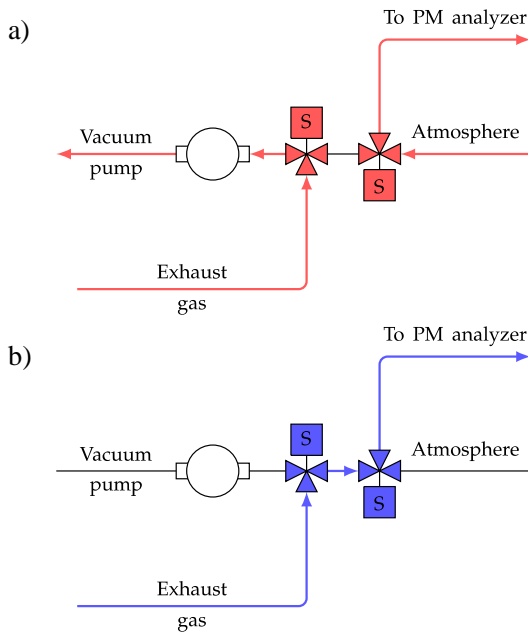 a)
To PM analyzer
S
Vacuum
pump
Atmosphere
S
Exhaust
gas
b)
To PM analyzer
S
Vacuum
pump
Atmosphere
S
Exhaust
gas